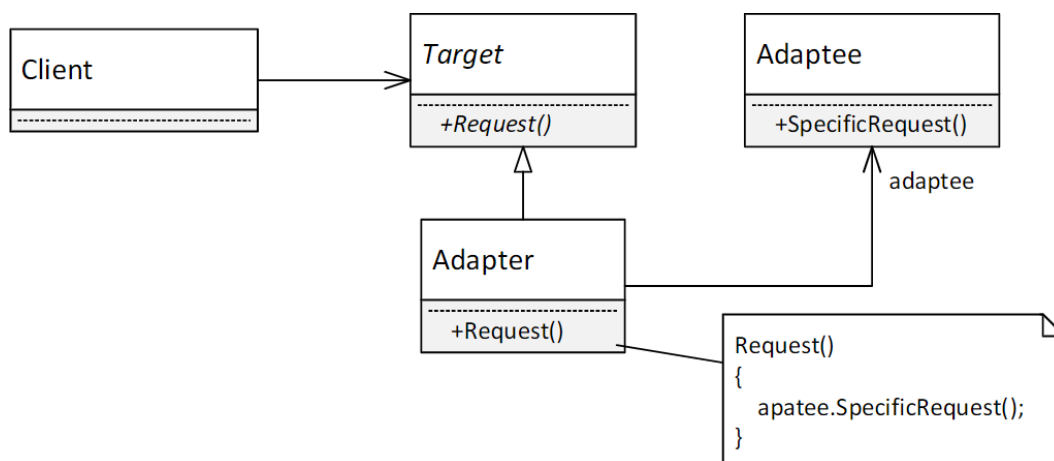 Client
Target
+Request()
Adaptee
+SpecificRequest()
adaptee
Adapter
+Request()
Request()
{
apatee.SpecificRequest();
}